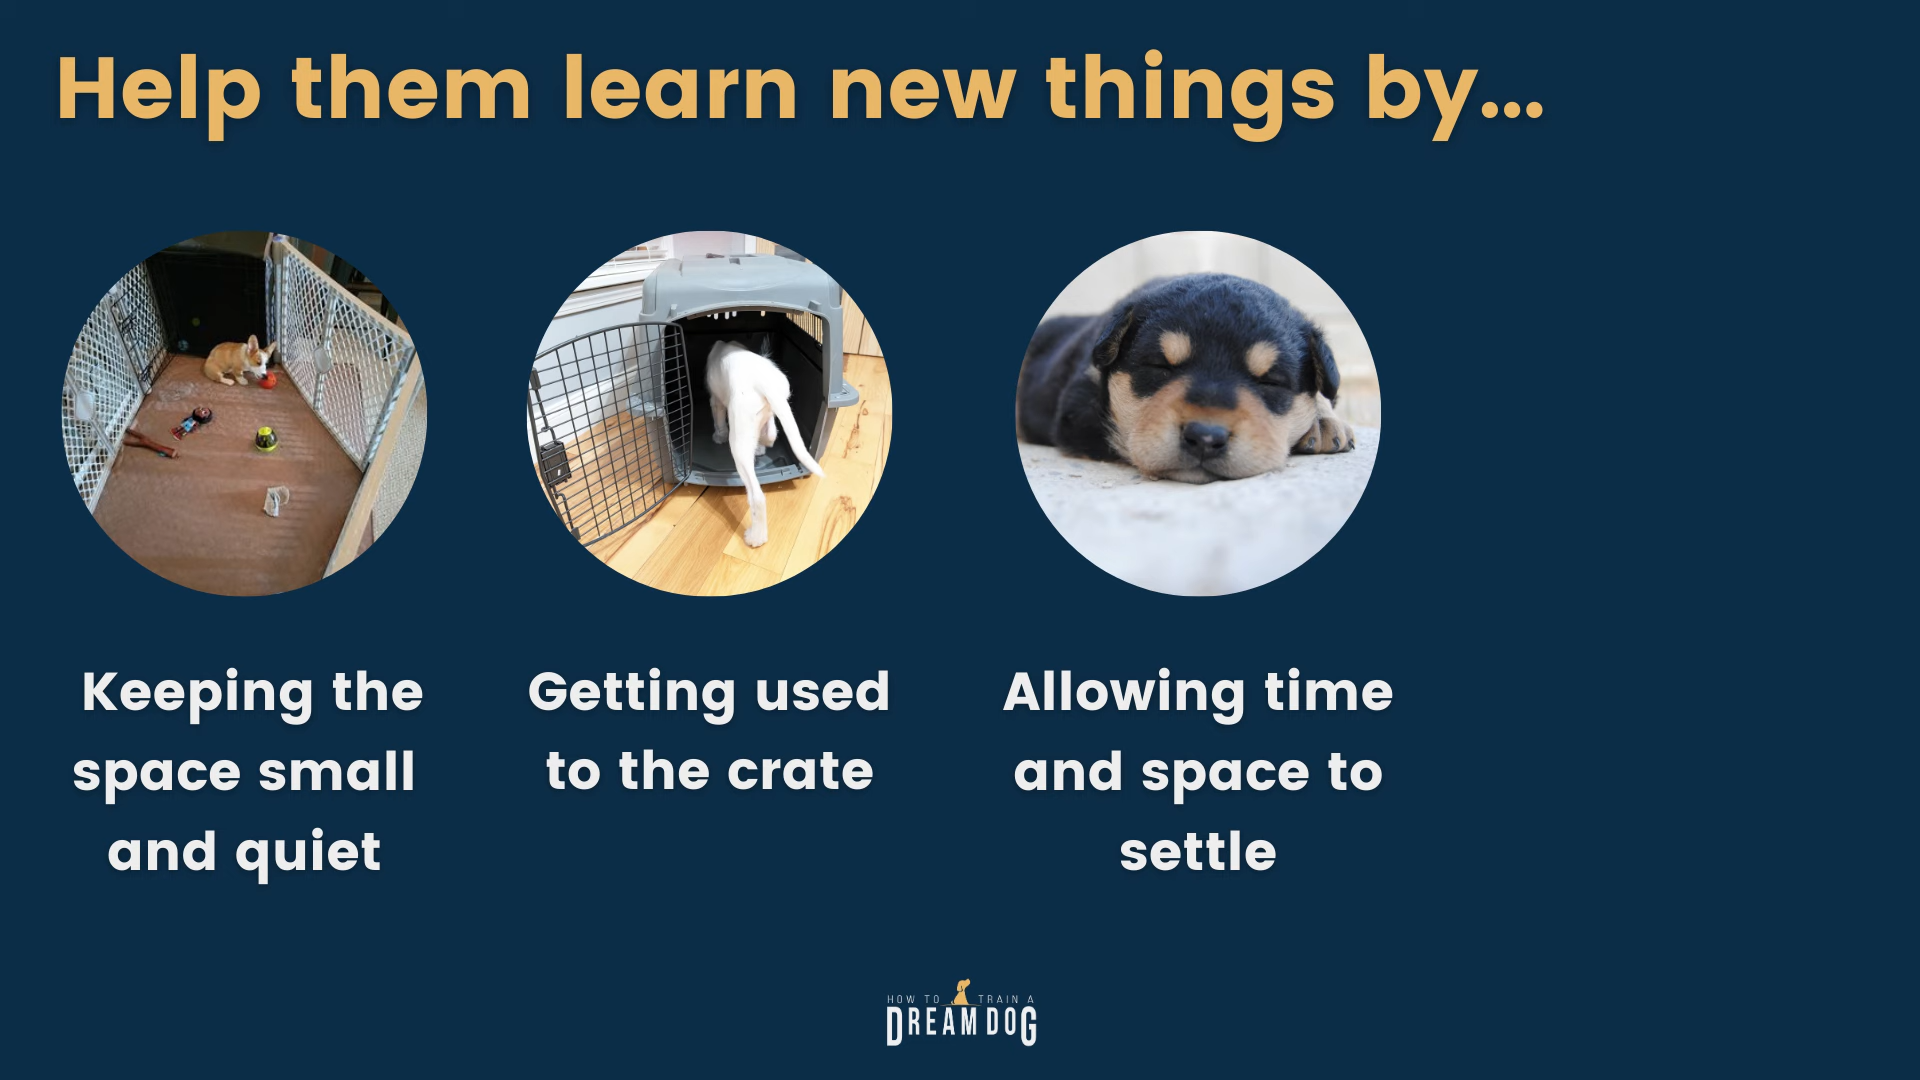 Help them learn new things by...
Keeping the
space small
and quiet
Getting used
to the crate
Allowing time
and space to
settle
HOW TO TRAIN A
DREAM DOG